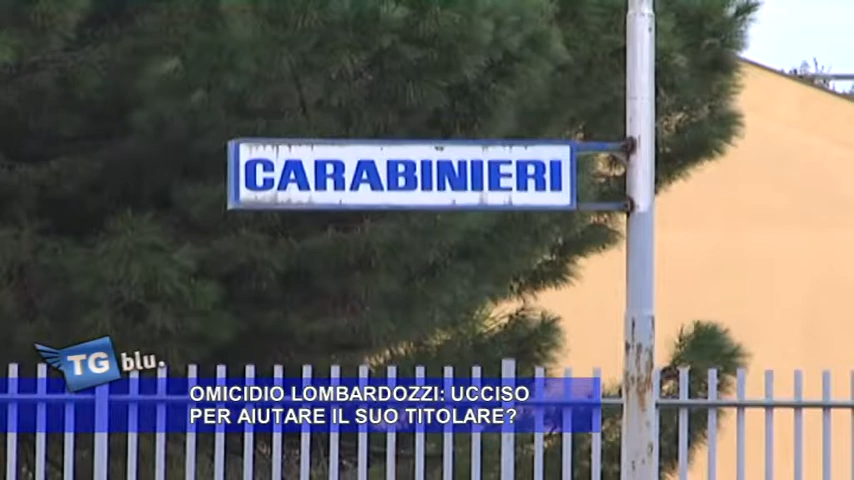 CARABINIERI
TG blu.
OMICIDIO LOMBARDOZZI: UCCISO
PER AIUTARE IL SUO TITOLARE?